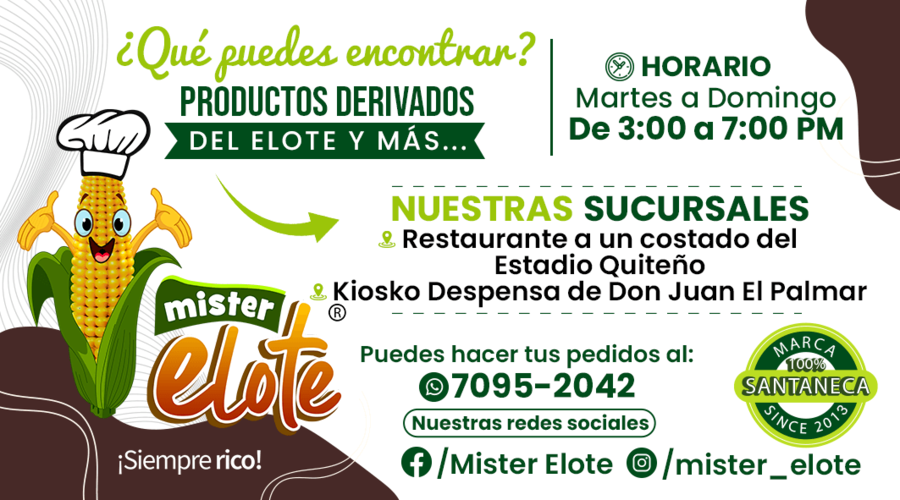 ¿Qué puedes encontrar?
PRODUCTOS DERIVADOS
DEL ELOTE Y MÁS...
HORARIO
Martes a Domingo
De 3:00 a 7:00 PM
NUESTRAS SUCURSALES
Restaurante a un costado del
Estadio Quiteño
Kiosko Despensa de Don Juan El Palmar
mister
elote
®
¡Siempre rico!
Puedes hacer tus pedidos al:
7095-2042
Nuestras redes sociales
/Mister Elote
/mister_elote
MARCA
100%
SANTANECA
SINCE 2013